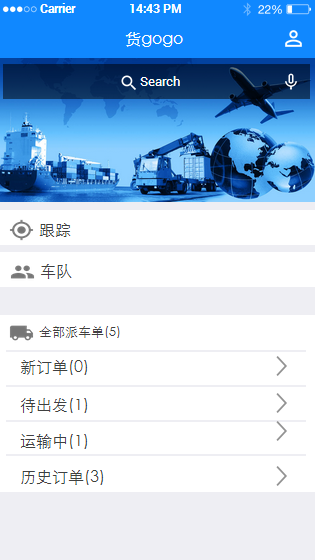 Carrier 14:43 PM 22%
货gogo
Search
跟踪
车队
全部派车单(5)
新订单(0)
待出发(1)
运输中(1)
历史订单(3)